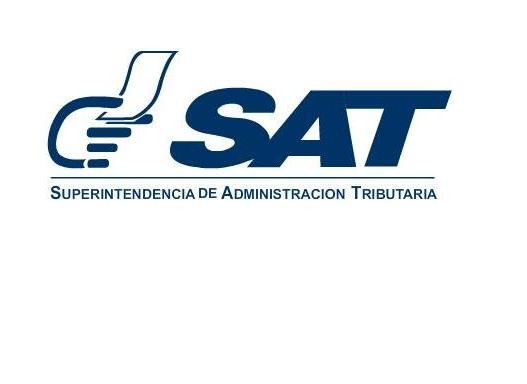 SAT
SUPERINTENDENCIA DE ADMINISTRACION TRIBUTARIA